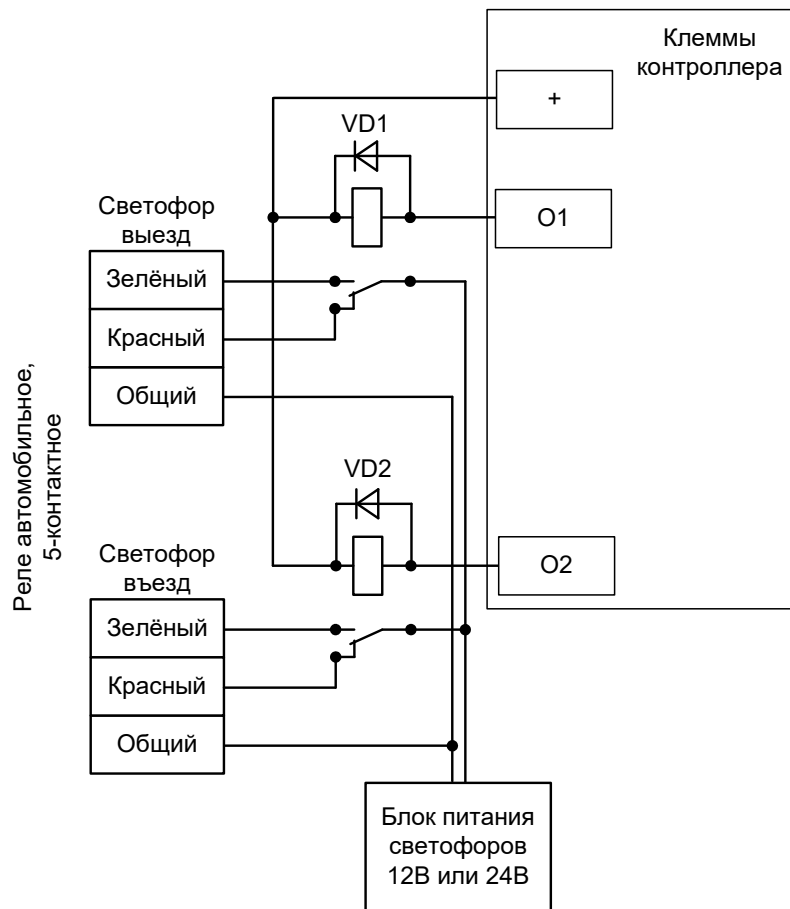 Клеммы
контроллера
+
VD1
O1
Светофор
выезд
Зелёный
Красный
Общий
Реле автомобильное,
5-контактное
VD2
O2
Светофор
въезд
Зелёный
Красный
Общий
Блок питания
светофоров
12В или 24В